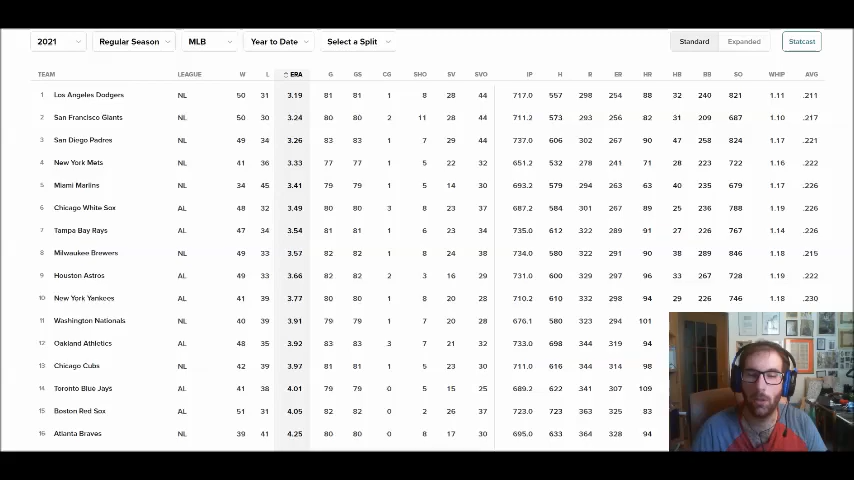 2021 Regular Season MLB Year to Date Select a Split Standard Expanded Statcast
TEAM LEAGUE W L ERA G GS CG SHO SV SVO IP H R ER HR HB BB SO WHIP AVG
1 Los Angeles Dodgers NL 50 31 3.19 81 81 1 8 28 44 717.0 557 298 254 88 32 240 821 1.11 .211
2 San Francisco Giants NL 50 30 3.24 80 80 2 11 28 44 711.2 573 293 256 82 31 209 687 1.10 .217
3 San Diego Padres NL 49 34 3.26 83 83 1 7 29 44 737.0 606 302 267 90 47 258 824 1.17 .221
4 New York Mets NL 41 36 3.33 77 77 1 5 22 32 651.2 532 278 241 71 28 223 722 1.16 .222
5 Miami Marlins NL 34 45 3.41 79 79 1 5 14 30 693.2 579 294 263 63 40 235 679 1.17 .226
6 Chicago White Sox AL 48 32 3.49 80 80 3 8 23 37 687.2 584 301 267 89 25 236 788 1.19 .226
7 Tampa Bay Rays AL 47 34 3.54 81 81 1 6 23 34 735.0 612 322 289 91 27 226 767 1.14 .226
8 Milwaukee Brewers NL 49 33 3.57 82 82 1 8 24 38 734.0 580 322 291 90 38 289 846 1.18 .215
9 Houston Astros AL 49 33 3.66 82 82 2 3 16 29 731.0 600 329 297 96 33 267 728 1.19 .222
10 New York Yankees AL 41 39 3.77 80 80 1 8 20 28 710.2 610 332 298 94 29 226 746 1.18 .230
11 Washington Nationals NL 40 39 3.91 79 79 1 7 20 28 676.1 580 323 294 101
12 Oakland Athletics AL 48 35 3.92 83 83 3 7 21 32 733.0 698 344 319 94
13 Chicago Cubs NL 42 39 3.97 81 81 1 5 23 30 711.0 616 344 314 98
14 Toronto Blue Jays AL 41 38 4.01 79 79 0 5 15 25 689.2 622 341 307 109
15 Boston Red Sox AL 51 31 4.05 82 82 0 2 26 37 723.0 723 363 325 83
16 Atlanta Braves NL 39 41 4.25 80 80 0 8 17 30 695.0 633 364 328 94